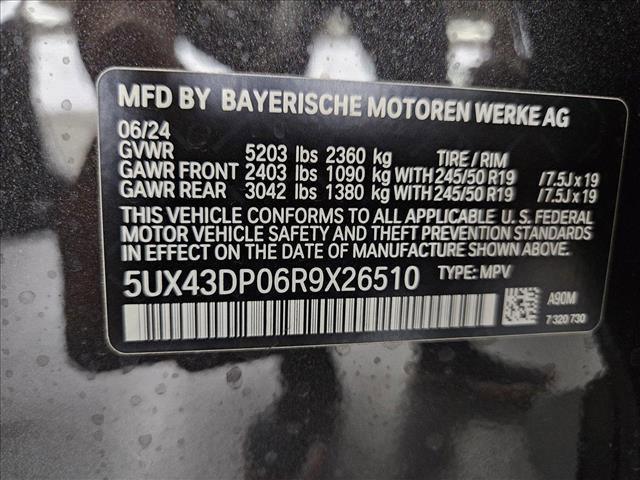 MFD BY BAYERISCHE MOTOREN WERKE AG
06/24
GVWR 5203 lbs 2360 kg TIRE / RIM
GAWR FRONT 2403 lbs 1090 kg WITH 245/50 R19 /7.5J x 19
GAWR REAR 3042 lbs 1380 kg WITH 245/50 R19 /7.5J x 19
THIS VEHICLE CONFORMS TO ALL APPLICABLE U. S. FEDERAL
MOTOR VEHICLE SAFETY AND THEFT PREVENTION STANDARDS
IN EFFECT ON THE DATE OF MANUFACTURE SHOWN ABOVE.
5UX43DP06R9X26510 TYPE: MPV
A90M
7 320 730